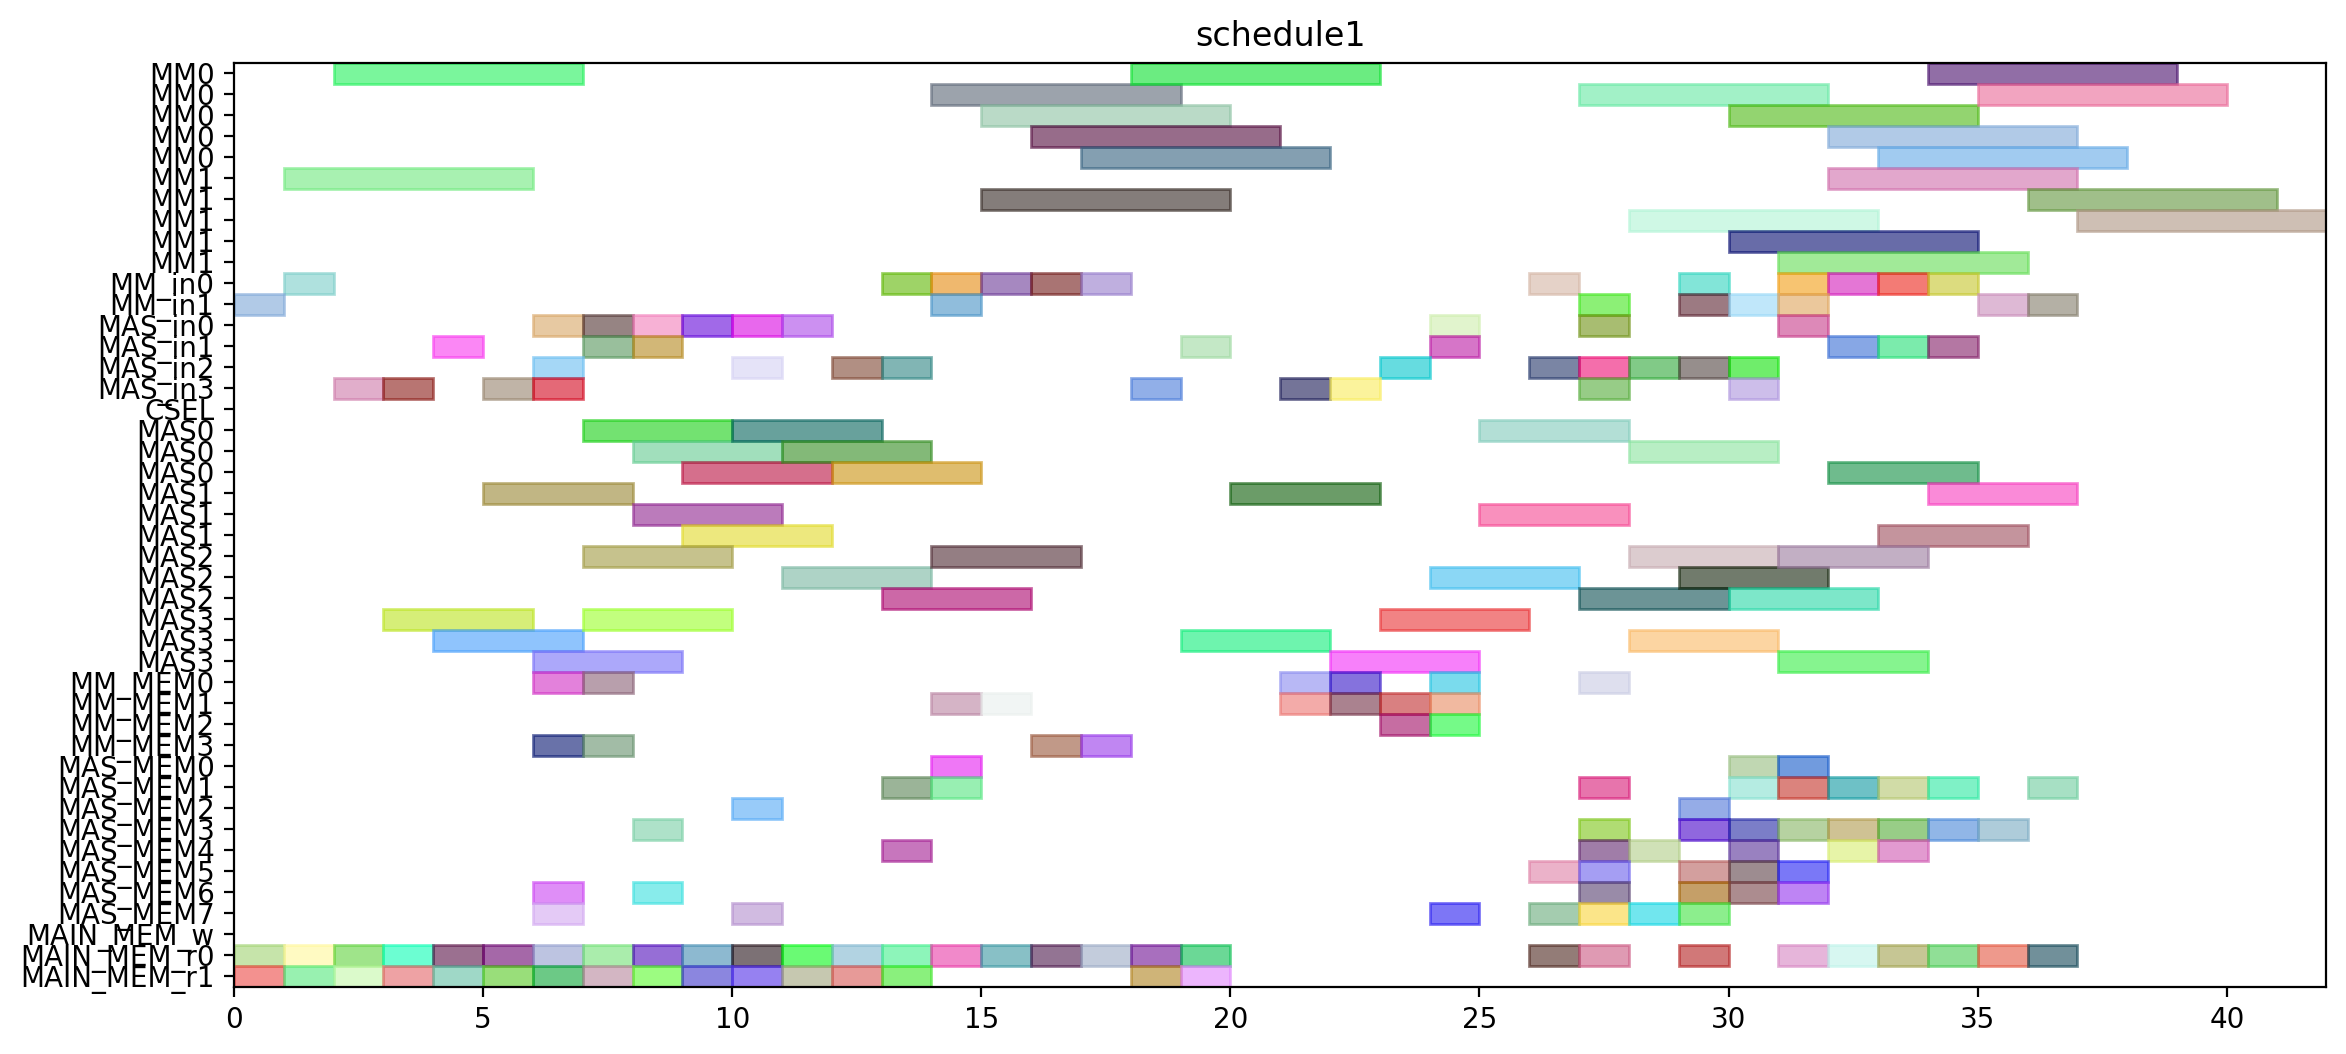 schedule1
MM0
MM0
MM0
MM0
MM0
MM1
MM1
MM1
MM1
MM1
MM_in0
MM_in1
MAS_in0
MAS_in1
MAS_in2
MAS_in3
CSEL
MAS0
MAS0
MAS0
MAS1
MAS1
MAS1
MAS2
MAS2
MAS2
MAS3
MAS3
MAS3
MM_MEM0
MM_MEM1
MM_MEM2
MM_MEM3
MAS_MEM0
MAS_MEM1
MAS_MEM2
MAS_MEM3
MAS_MEM4
MAS_MEM5
MAS_MEM6
MAS_MEM7
MAIN_MEM_w
MAIN_MEM_r0
MAIN_MEM_r1
0 5 10 15 20 25 30 35 40